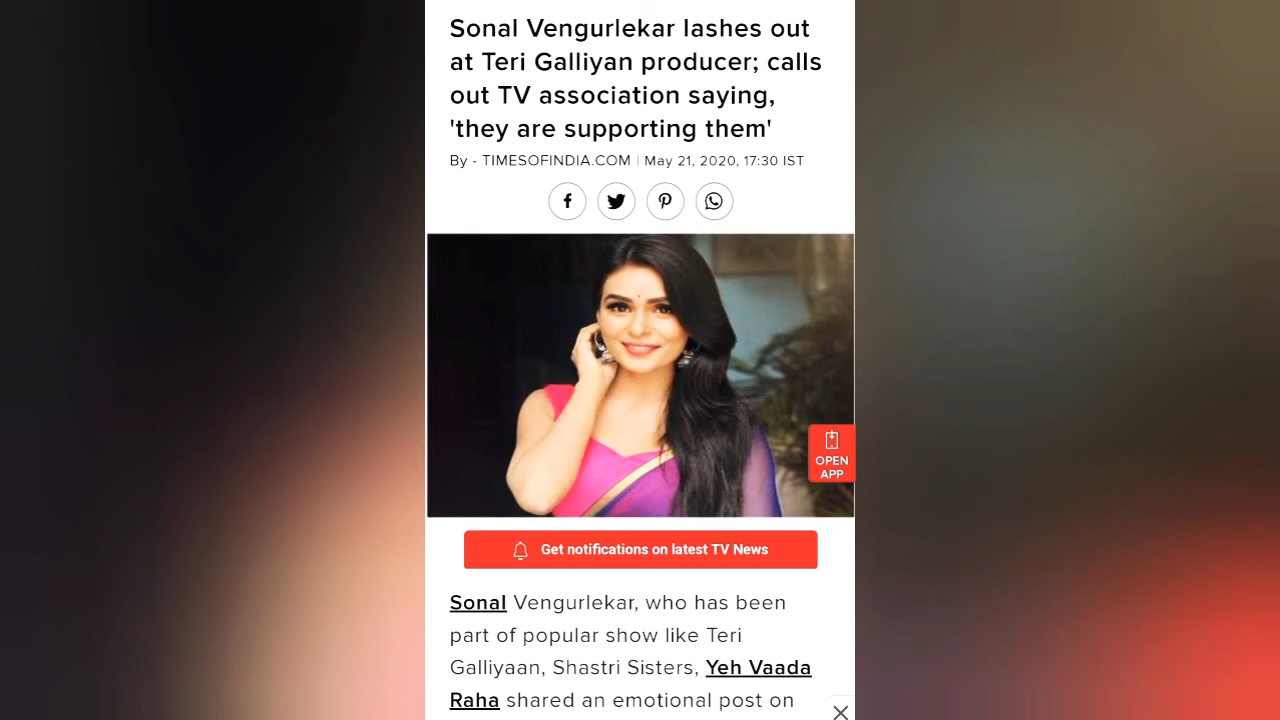 Sonal Vengurlekar lashes out
at Teri Galliyan producer; calls
out TV association saying,
'they are supporting them'
By - TIMESOFINDIA.COM | May 21, 2020, 17:30 IST
OPEN
APP
Get notifications on latest TV News
Sonal Vengurlekar, who has been
part of popular show like Teri
Galliyaan, Shastri Sisters, Yeh Vaada
Raha shared an emotional post on